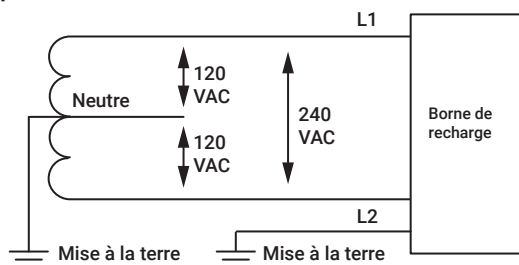 L1
120
VAC
Neutre
240
VAC
Borne de
recharge
120
VAC
L2
Mise à la terre
Mise à la terre